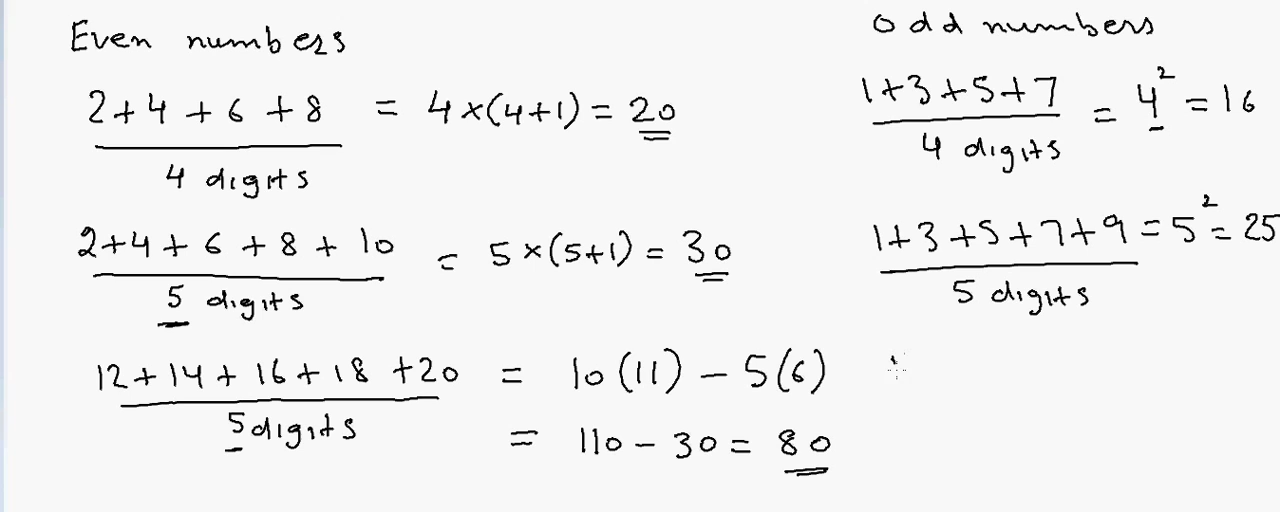 Even numbers
2+4+6+8 = 4×(4+1) = 20
4 digits
2+4+6+8+10 = 5×(5+1) = 30
5 digits
12+14+16+18+20 = 10(11) - 5(6)
5 digits
= 110 - 30 = 80
odd numbers
1+3+5+7 = 4² = 16
4 digits
1+3+5+7+9 = 5² = 25
5 digits